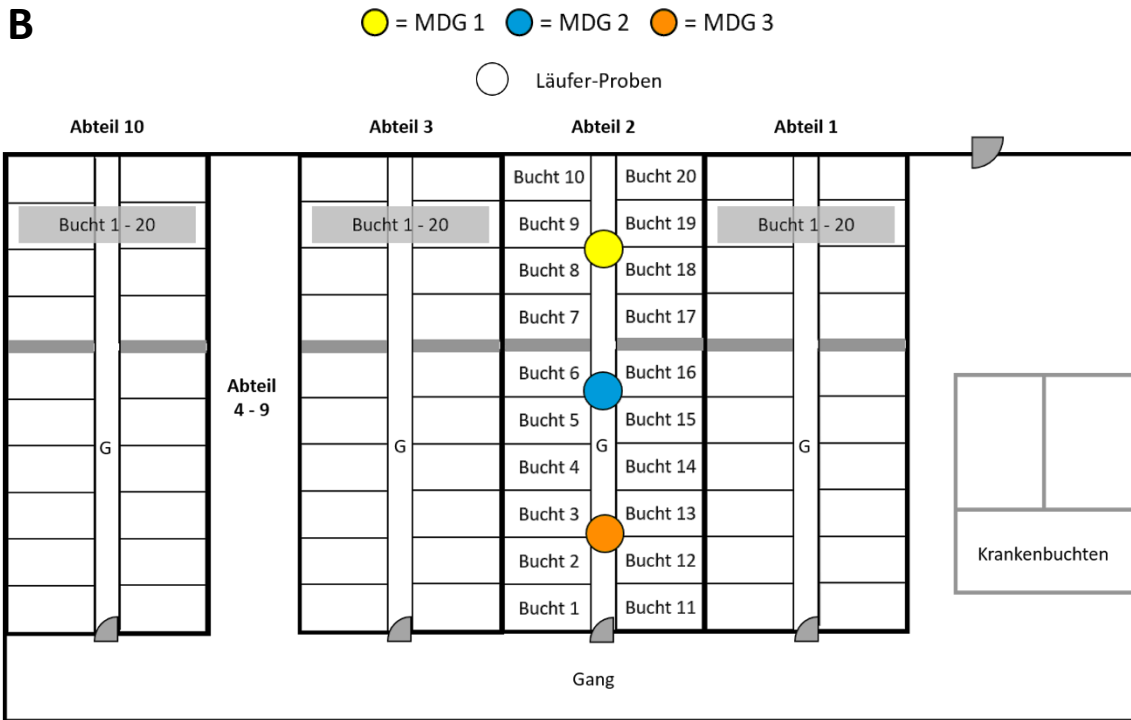 B
= MDG 1 = MDG 2 = MDG 3
Läufer-Proben
Abteil 10 Abteil 3 Abteil 2 Abteil 1
Bucht 10 Bucht 20
Bucht 1 - 20 Bucht 1 - 20 Bucht 9 Bucht 19 Bucht 1 - 20
Bucht 8 Bucht 18
Bucht 7 Bucht 17
Bucht 6 Bucht 16
Abteil
4 - 9
Bucht 5 Bucht 15
G G G G
Bucht 4 Bucht 14
Bucht 3 Bucht 13
Bucht 2 Bucht 12
Krankenbuchten
Bucht 1 Bucht 11
Gang